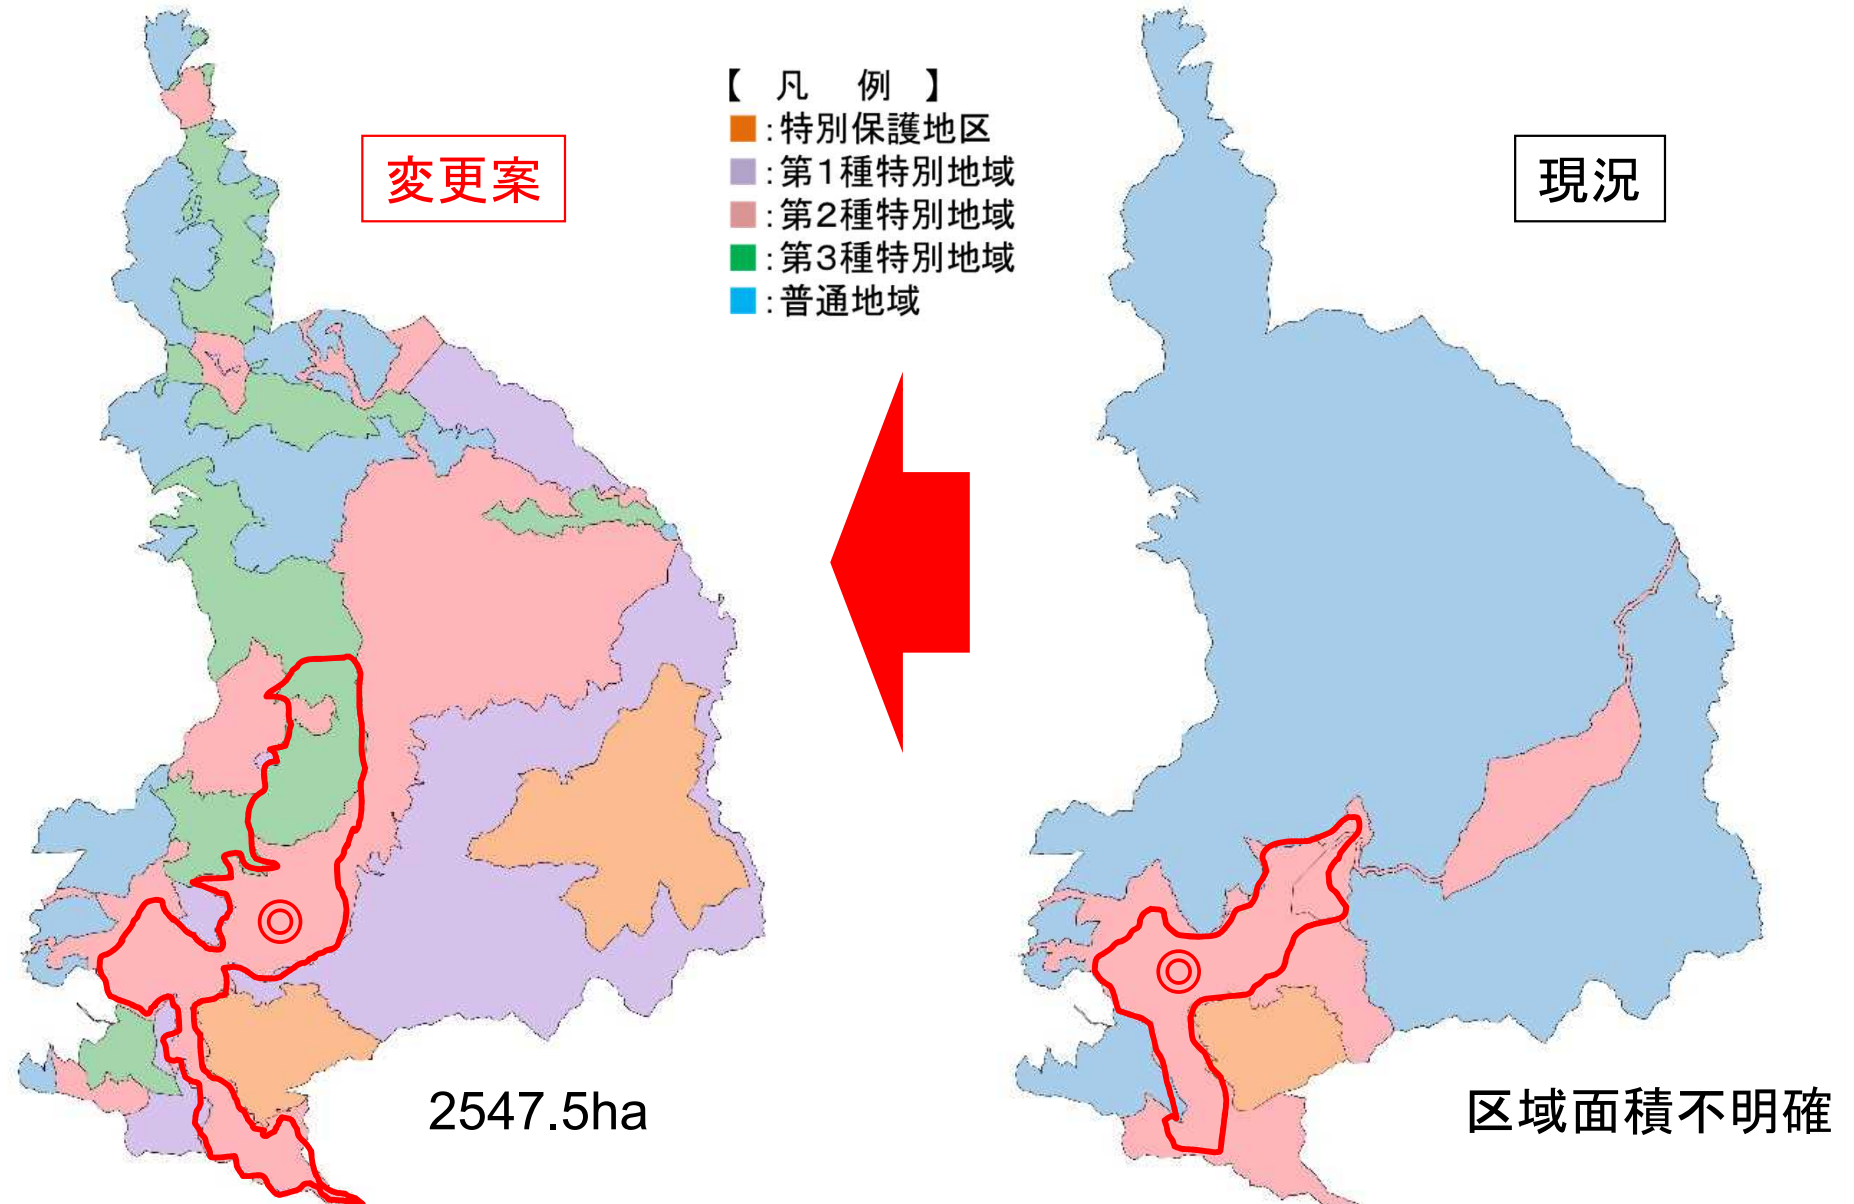 変更案
【 凡 例 】
:特別保護地区
:第1種特別地域
:第2種特別地域
:第3種特別地域
:普通地域
現況
2547.5ha
区域面積不明確